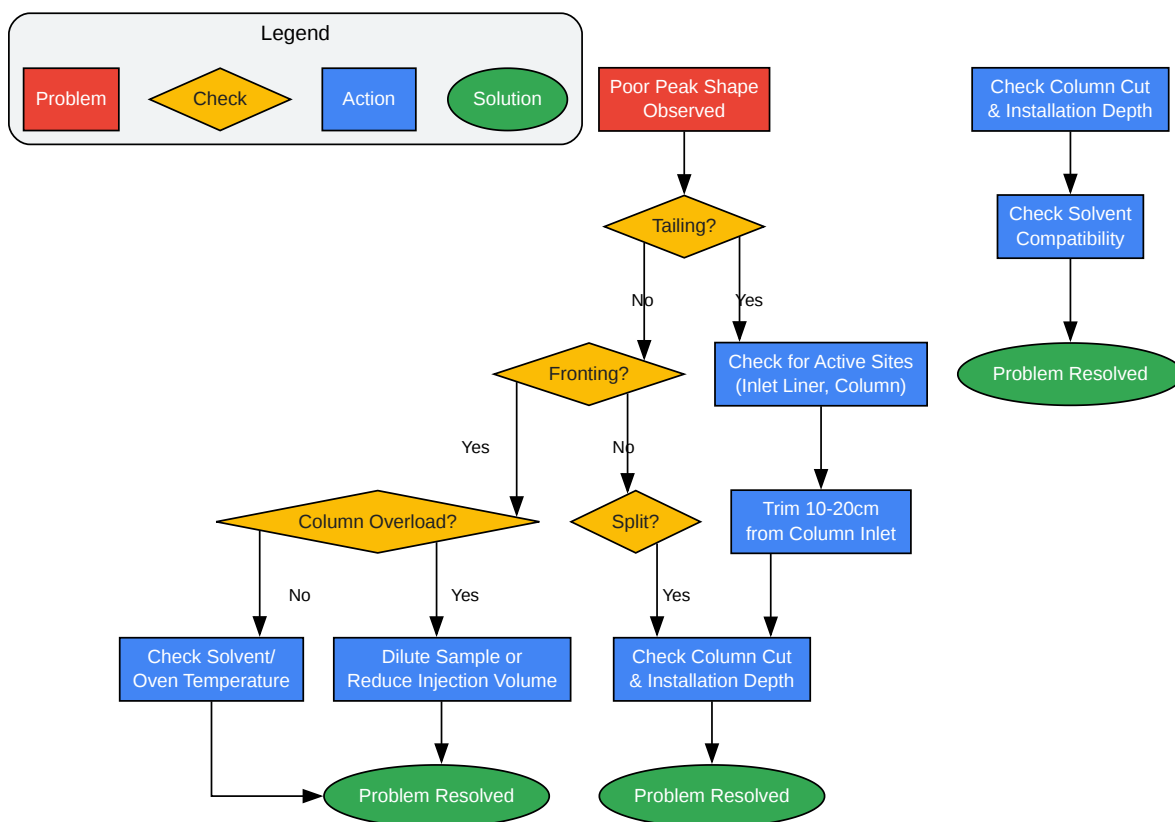 Legend
Problem
Check
Action
Solution
Poor Peak Shape
Observed
Check Column Cut
& Installation Depth
Tailing?
Check Solvent
Compatibility
No
Yes
Fronting?
Check for Active Sites
(Inlet Liner, Column)
Problem Resolved
Yes
No
Column Overload?
Split?
Trim 10-20cm
from Column Inlet
No
Yes
Yes
Check Solvent/
Oven Temperature
Dilute Sample or
Reduce Injection Volume
Check Column Cut
& Installation Depth
Problem Resolved
Problem Resolved